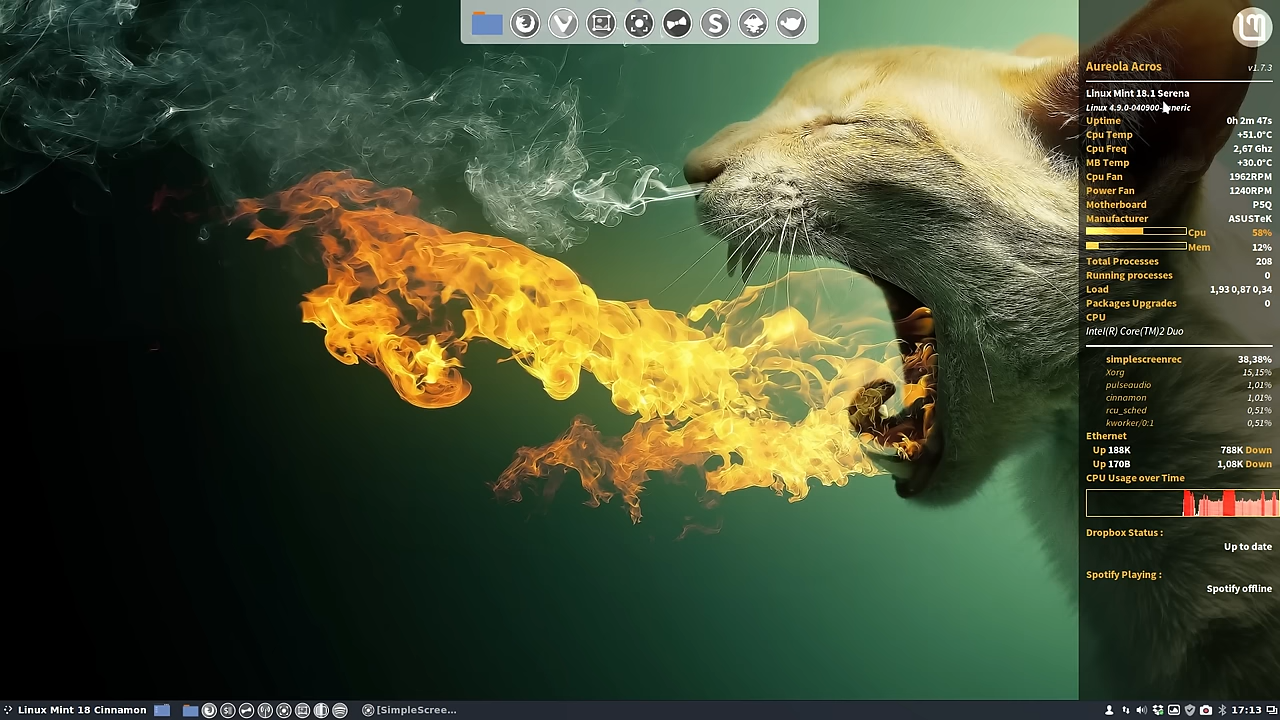 Aureola Acros v1.7.3
Linux Mint 18.1 Serena
Linux 4.9.0-040900-
Uptime 0h 2m 47s
Cpu Temp +51.0°C
Cpu Freq 2,67 Ghz
MB Temp +30.0°C
Cpu Fan 1962RPM
Power Fan 1240RPM
Motherboard P5Q
Manufacturer ASUSTeK
Cpu 58%
Mem 12%
Total Processes 208
Running processes 0
Load 1,93 0,87 0,34
Packages Upgrades 0
CPU
Intel(R) Core(TM)2 Duo
simplescreenrec 38,38%
Xorg 15,15%
pulseaudio 1,01%
cinnamon 1,01%
rcu_sched 0,51%
kworker/0:1 0,51%
Ethernet
Up 188K 788K Down
Up 170B 1,08K Down
CPU Usage over Time
Dropbox Status :
Up to date
Spotify Playing :
Spotify offline
Linux Mint 18 Cinnamon [SimpleScree... 17:13